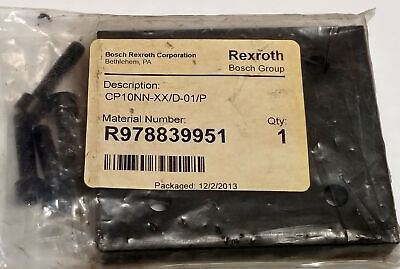 Bosch Rexroth Corporation
Bethlehem, PA
Rexroth
Bosch Group
Description:
CP10NN-XX/D-01/P
Material Number:
Qty:
R978839951
1
Packaged: 12/2/2013